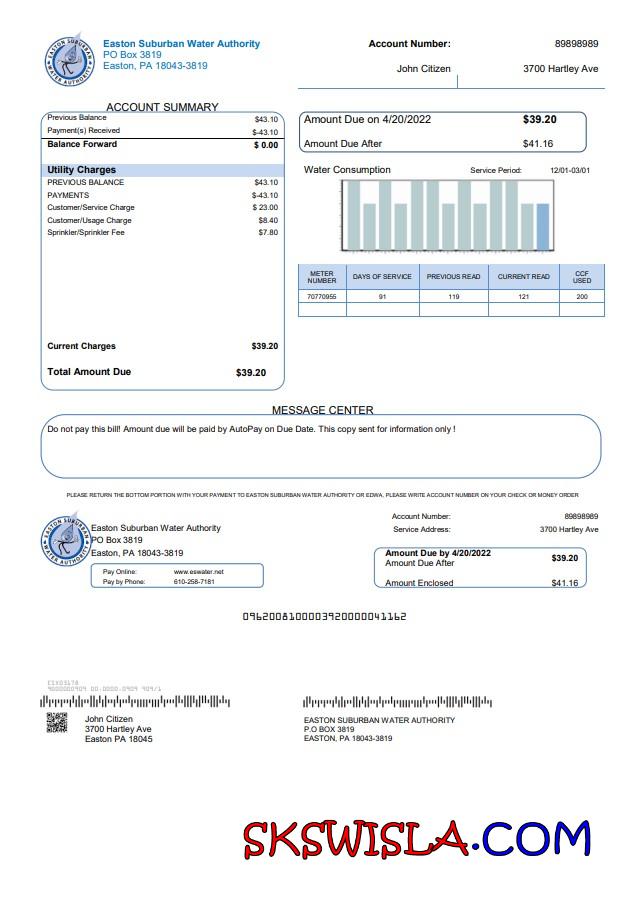 Easton Suburban Water Authority
PO Box 3819
Easton, PA 18043-3819
Account Number: 89898989
John Citizen 3700 Hartley Ave
EASTON SUBURBAN
WATER AUTHORITY
ACCOUNT SUMMARY
Previous Balance $43.10
Payment(s) Received $-43.10
Balance Forward $ 0.00
Utility Charges
PREVIOUS BALANCE $43.10
PAYMENTS $-43.10
Customer/Service Charge $ 23.00
Customer/Usage Charge $8.40
Sprinkler/Sprinkler Fee $7.80
Current Charges $39.20
Total Amount Due $39.20
Amount Due on 4/20/2022 $39.20
Amount Due After $41.16
Water Consumption Service Period: 12/01-03/01
METER NUMBER DAYS OF SERVICE PREVIOUS READ CURRENT READ CCF USED
70770955 91 119 121 200
MESSAGE CENTER
Do not pay this bill! Amount due will be paid by AutoPay on Due Date. This copy sent for information only !
PLEASE RETURN THE BOTTOM PORTION WITH YOUR PAYMENT TO EASTON SUBURBAN WATER AUTHORITY OR EDWA, PLEASE WRITE ACCOUNT NUMBER ON YOUR CHECK OR MONEY ORDER
EASTON SUBURBAN
WATER AUTHORITY
Easton Suburban Water Authority
PO Box 3819
Easton, PA 18043-3819
Pay Online: www.eswater.net
Pay by Phone: 610-258-7181
Account Number: 89898989
Service Address: 3700 Hartley Ave
Amount Due by 4/20/2022 $39.20
Amount Due After
Amount Enclosed $41.16
0962008100003920000041162
John Citizen
3700 Hartley Ave
Easton PA 18045
EASTON SUBURBAN WATER AUTHORITY
P.O BOX 3819
EASTON, PA 18043-3819
SKSWISLA.COM